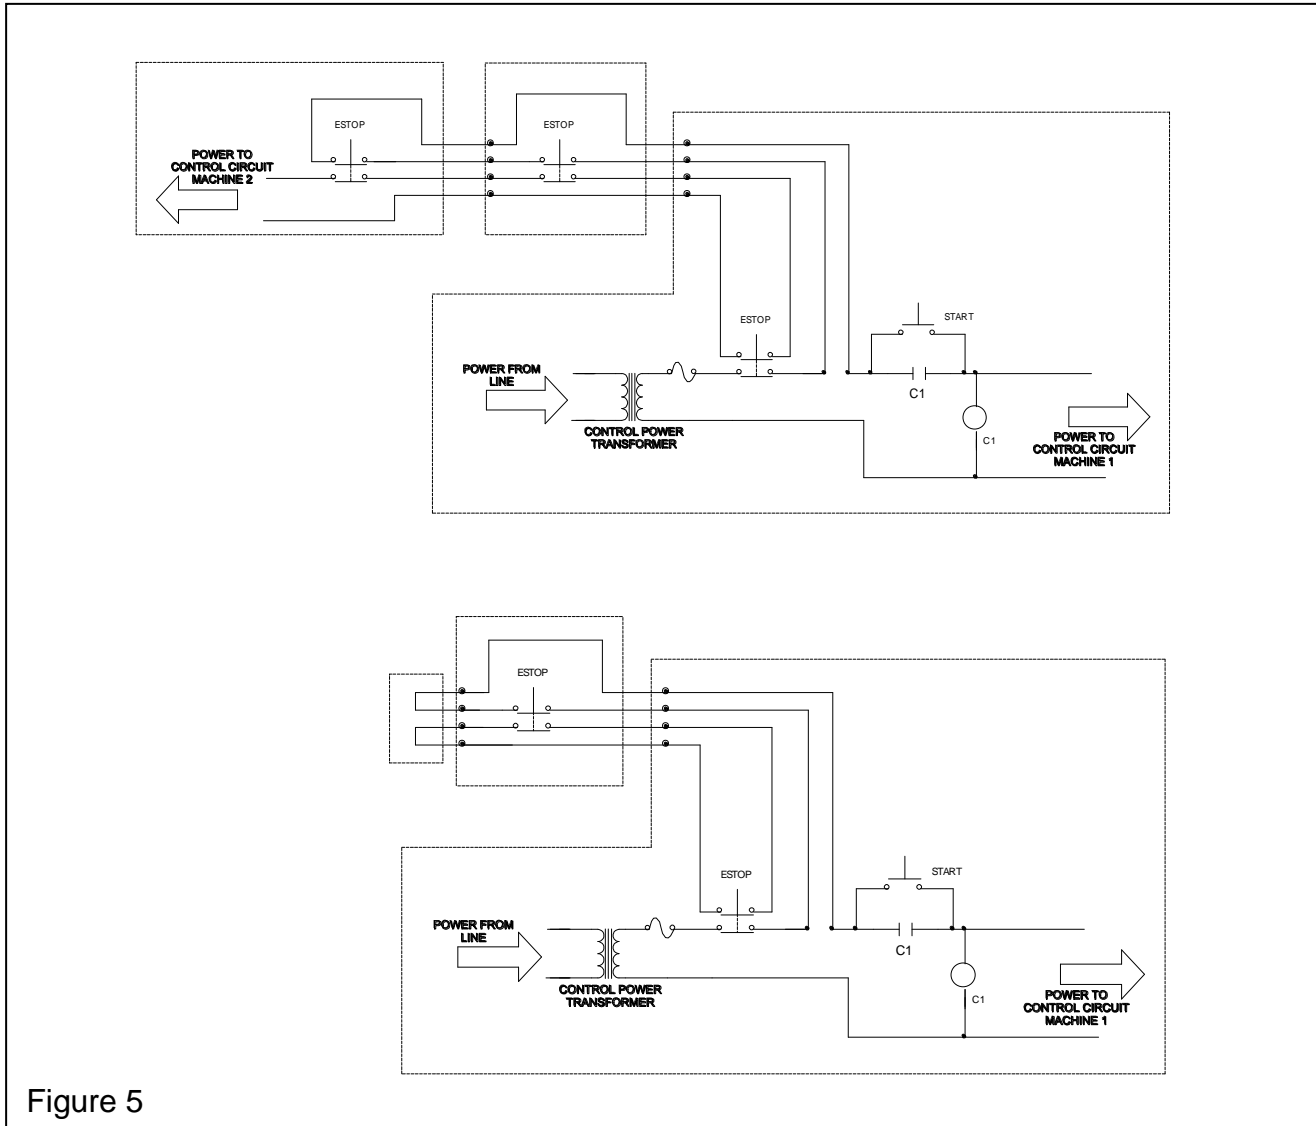 ESTOP
ESTOP
POWER TO
CONTROL CIRCUIT
MACHINE 2
ESTOP
START
POWER FROM
LINE
C1
CONTROL POWER
TRANSFORMER
C1
POWER TO
CONTROL CIRCUIT
MACHINE 1
ESTOP
ESTOP
START
POWER FROM
LINE
C1
CONTROL POWER
TRANSFORMER
C1
POWER TO
CONTROL CIRCUIT
MACHINE 1
Figure 5